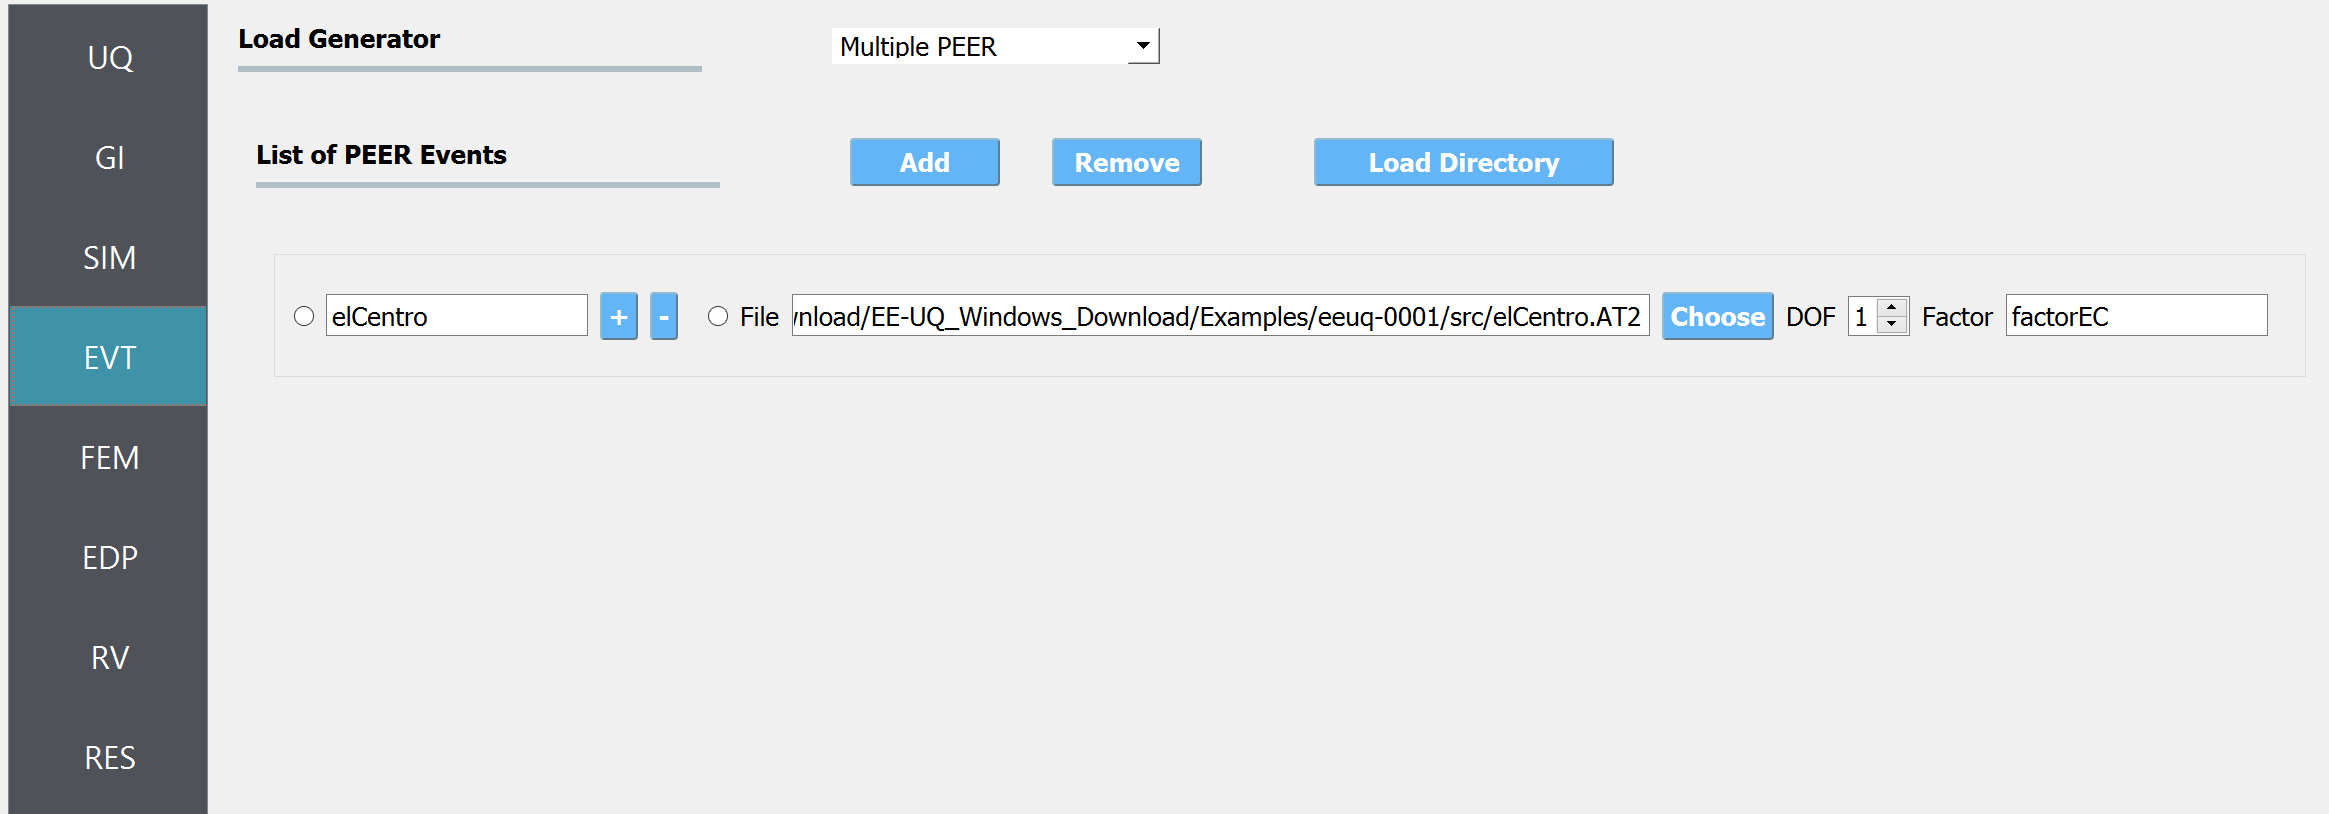 UQ
GI
SIM
EVT
FEM
EDP
RV
RES
Load Generator
Multiple PEER
List of PEER Events
Add
Remove
Load Directory
elCentro + - File wnload/EE-UQ_Windows_Download/Examples/eeuq-0001/src/elCentro.AT2 Choose DOF 1 Factor factorEC